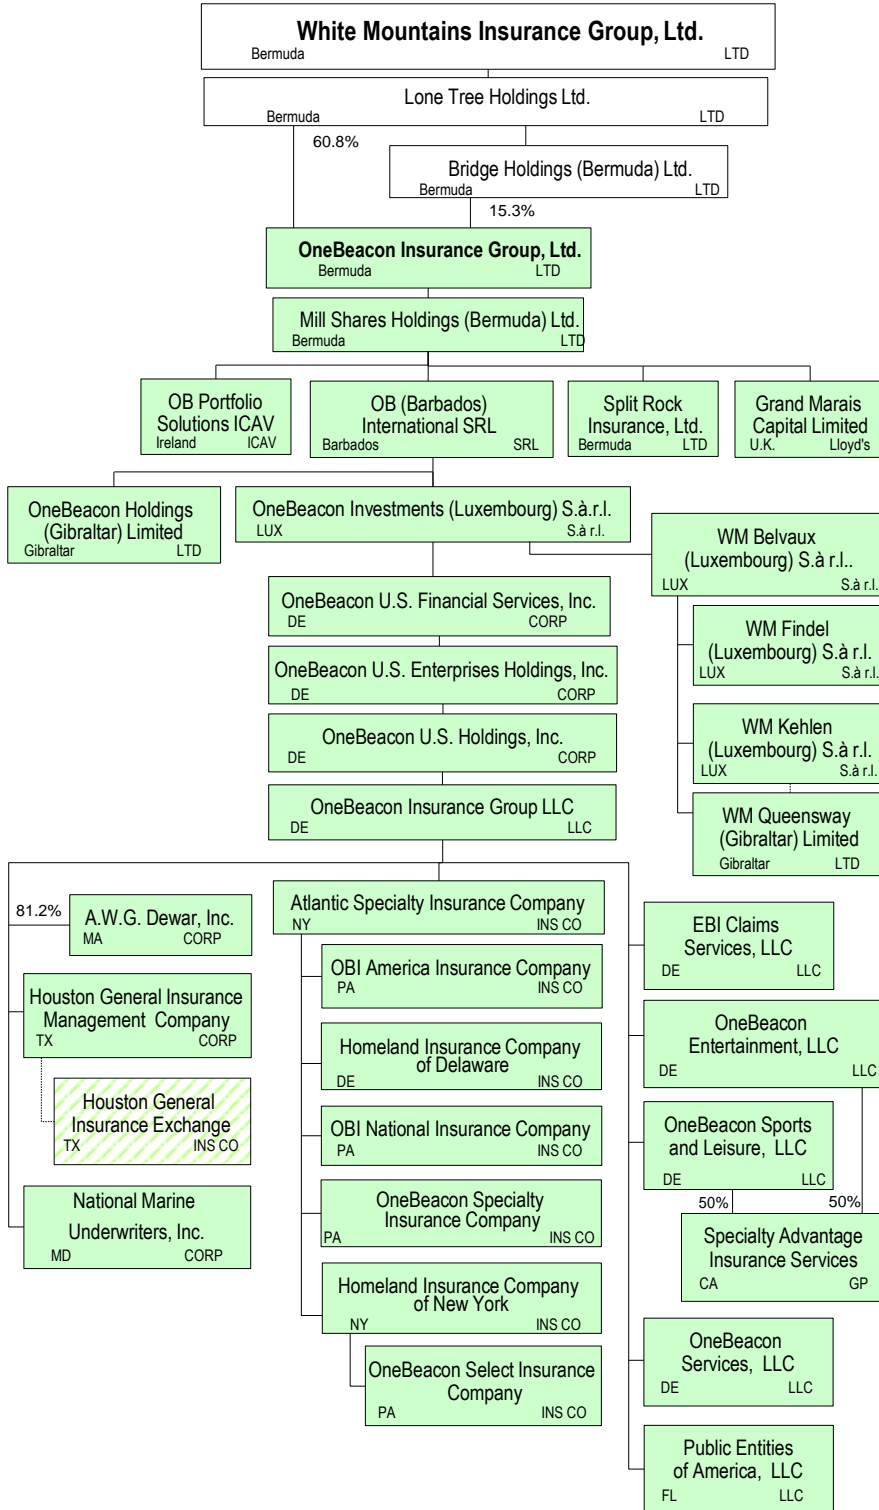 White Mountains Insurance Group, Ltd.
Bermuda LTD
Lone Tree Holdings Ltd.
Bermuda LTD
60.8%
Bridge Holdings (Bermuda) Ltd.
Bermuda LTD
15.3%
OneBeacon Insurance Group, Ltd.
Bermuda LTD
Mill Shares Holdings (Bermuda) Ltd.
Bermuda LTD
OB Portfolio
Solutions ICAV
Ireland ICAV
OB (Barbados)
International SRL
Barbados SRL
Split Rock
Insurance, Ltd.
Bermuda LTD
Grand Marais
Capital Limited
U.K. Lloyd's
OneBeacon Holdings
(Gibraltar) Limited
Gibraltar LTD
OneBeacon Investments (Luxembourg) S.à.r.l.
LUX S.à r.l.
WM Belvaux
(Luxembourg) S.à r.l..
LUX S.à r.l.
WM Findel
(Luxembourg) S.à r.l.
LUX S.à r.l.
WM Kehlen
(Luxembourg) S.à r.l.
LUX S.à r.l.
WM Queensway
(Gibraltar) Limited
Gibraltar LTD
OneBeacon U.S. Financial Services, Inc.
DE CORP
OneBeacon U.S. Enterprises Holdings, Inc.
DE CORP
OneBeacon U.S. Holdings, Inc.
DE CORP
OneBeacon Insurance Group LLC
DE LLC
81.2%
A.W.G. Dewar, Inc.
MA CORP
Houston General Insurance
Management Company
TX CORP
Houston General
Insurance Exchange
TX INS CO
National Marine
Underwriters, Inc.
MD CORP
Atlantic Specialty Insurance Company
NY INS CO
OBI America Insurance Company
PA INS CO
Homeland Insurance Company
of Delaware
DE INS CO
OBI National Insurance Company
PA INS CO
OneBeacon Specialty
Insurance Company
PA INS CO
Homeland Insurance Company
of New York
NY INS CO
OneBeacon Select Insurance
Company
PA INS CO
EBI Claims
Services, LLC
DE LLC
OneBeacon
Entertainment, LLC
DE LLC
OneBeacon Sports
and Leisure, LLC
DE LLC
50% 50%
Specialty Advantage
Insurance Services
CA GP
OneBeacon
Services, LLC
DE LLC
Public Entities
of America, LLC
FL LLC